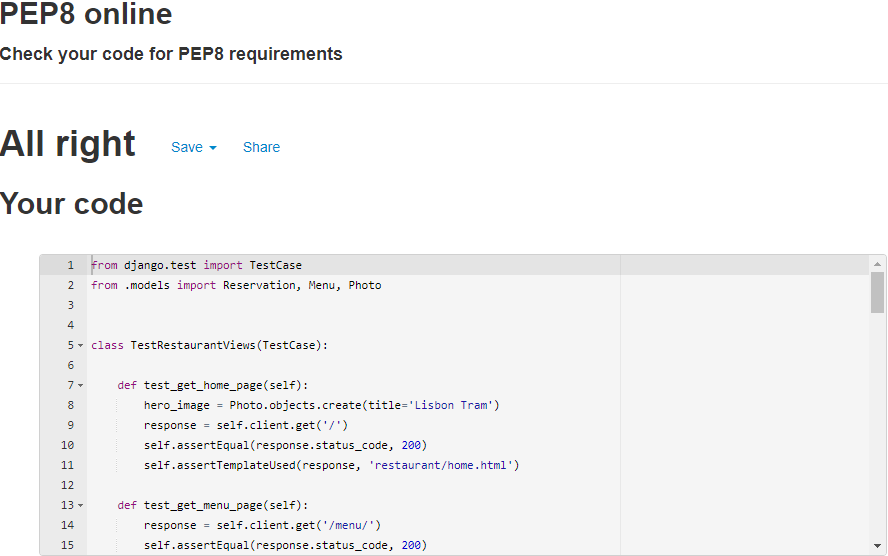 PEP8 online
Check your code for PEP8 requirements
All right Save Share
Your code
1 from django.test import TestCase
2 from .models import Reservation, Menu, Photo
3
4
5 class TestRestaurantViews(TestCase):
6
7 def test_get_home_page(self):
8 hero_image = Photo.objects.create(title='Lisbon Tram')
9 response = self.client.get('/')
10 self.assertEqual(response.status_code, 200)
11 self.assertTemplateUsed(response, 'restaurant/home.html')
12
13 def test_get_menu_page(self):
14 response = self.client.get('/menu/')
15 self.assertEqual(response.status_code, 200)